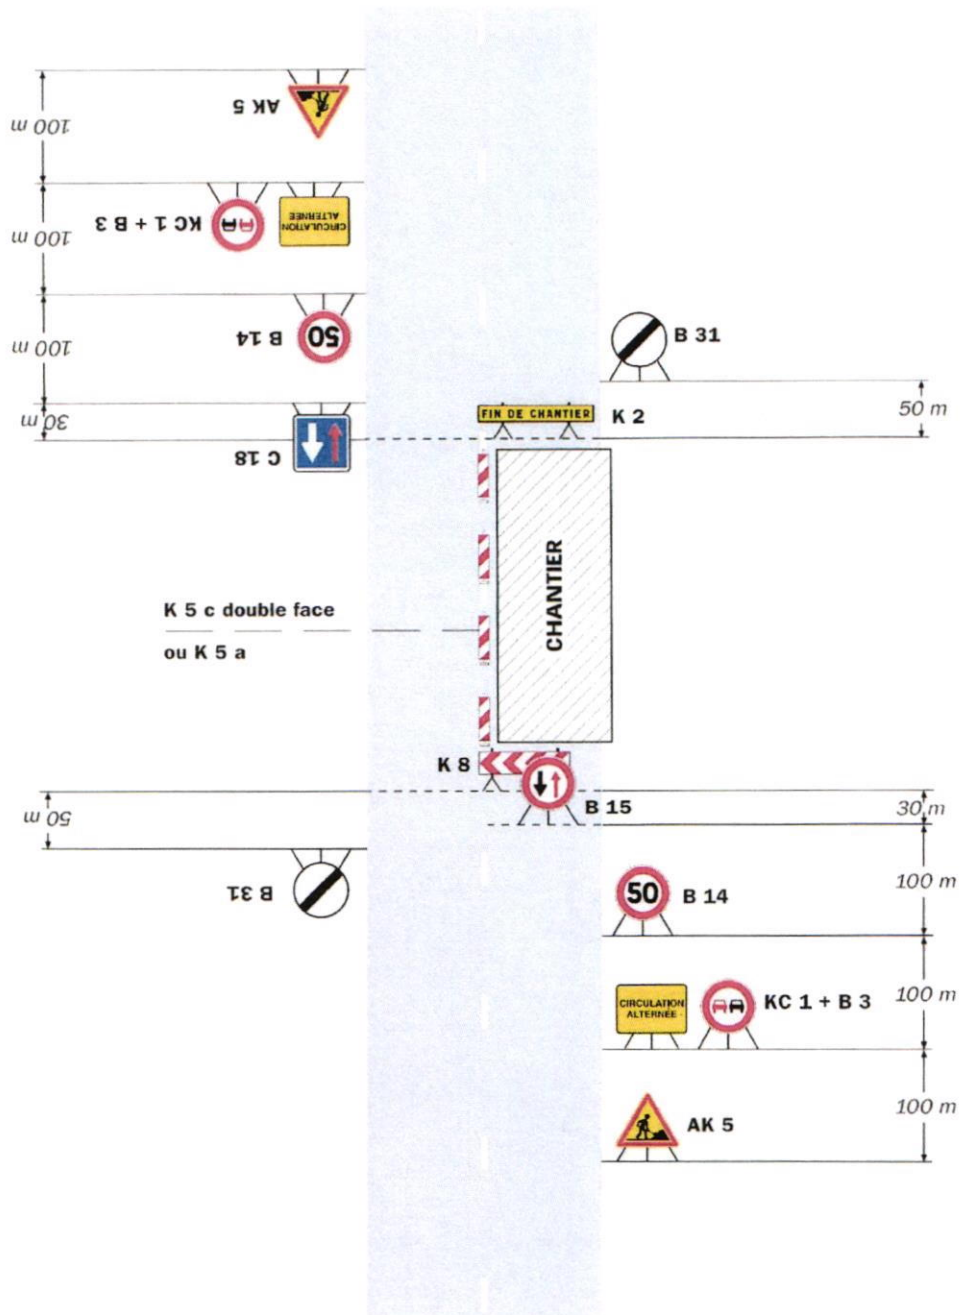 AK 5
100 m
KC 1 + B 3
CIRCULATION
ALTERNÉE
100 m
50
B 14
100 m
B 31
50 m
30 m
C 18
FIN DE CHANTIER
K 2
CHANTIER
K 5 c double face
ou K 5 a
K 8
B 15
30 m
50 m
B 31
50
B 14
100 m
CIRCULATION
ALTERNÉE
KC 1 + B 3
100 m
AK 5
100 m